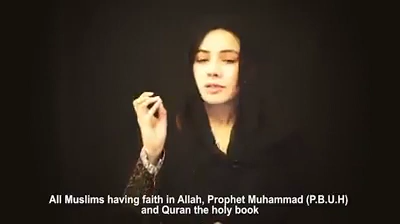 All Muslims having faith in Allah, Prophet Muhammad (P.B.U.H)
and Quran the holy book